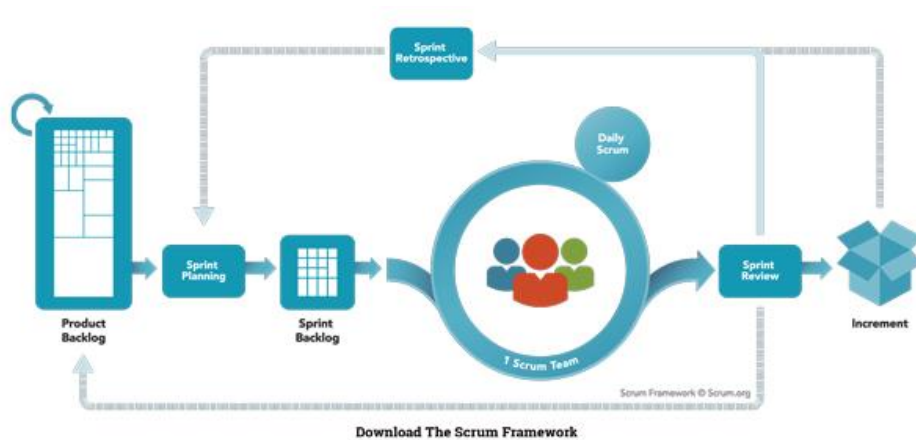 Sprint
Retrospective
Daily
Scrum
Sprint
Planning
Sprint
Review
Product
Backlog
Sprint
Backlog
1 Scrum Team
Increment
Scrum Framework © Scrum.org
Download The Scrum Framework